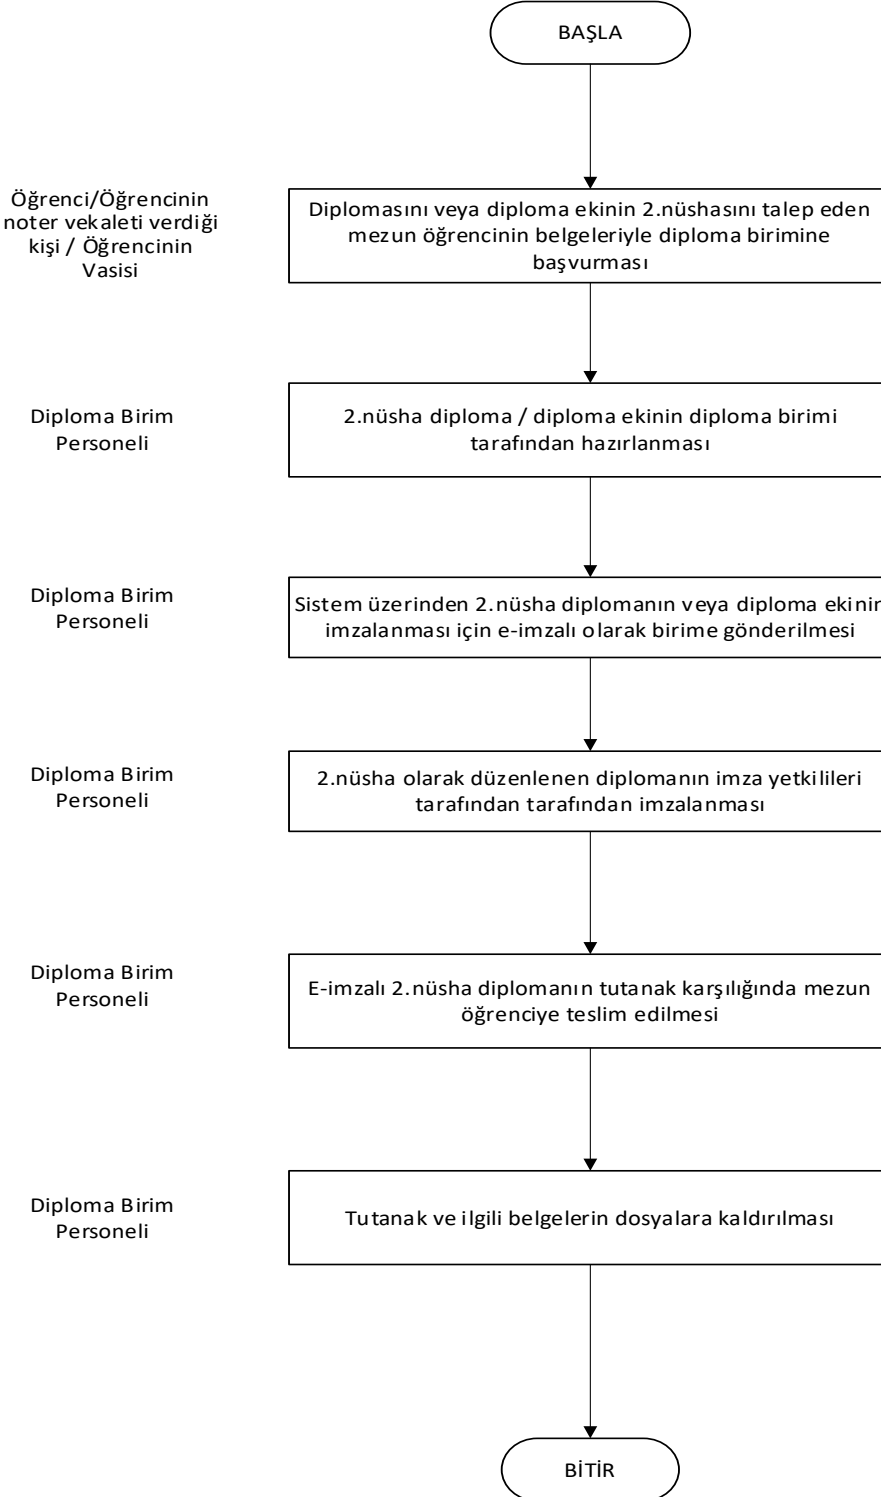 BAŞLA
Öğrenci/Öğrencinin
noter vekaleti verdiği
kişi / Öğrencinin
Vasisi
Diplomasını veya diploma ekinin 2.nüshasını talep eden
mezun öğrencinin belgeleriyle diploma birimine
başvurması
Diploma Birim
Personeli
2.nüsha diploma / diploma ekinin diploma birimi
tarafından hazırlanması
Diploma Birim
Personeli
Sistem üzerinden 2.nüsha diplomanın veya diploma ekinin
imzalanması için e-imzalı olarak birime gönderilmesi
Diploma Birim
Personeli
2.nüsha olarak düzenlenen diplomanın imza yetkilileri
tarafından tarafından imzalanması
Diploma Birim
Personeli
E-imzalı 2.nüsha diplomanın tutanak karşılığında mezun
öğrenciye teslim edilmesi
Diploma Birim
Personeli
Tutanak ve ilgili belgelerin dosyalara kaldırılması
BİTİR